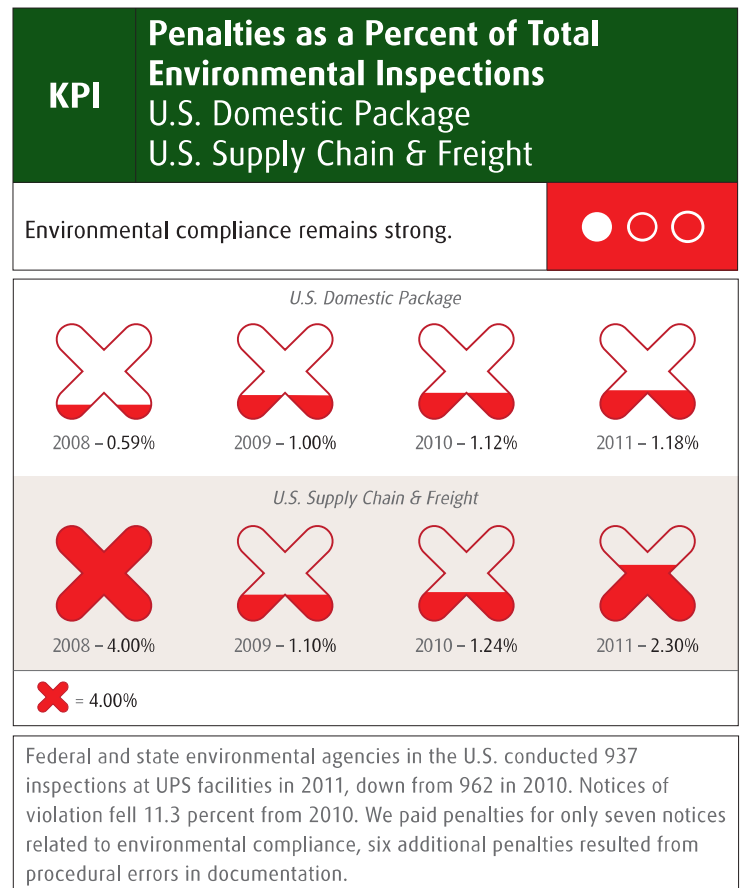 KPI
Penalties as a Percent of Total
Environmental Inspections
U.S. Domestic Package
U.S. Supply Chain & Freight
Environmental compliance remains strong.
U.S. Domestic Package
2008 – 0.59%
2009 – 1.00%
2010 – 1.12%
2011 – 1.18%
U.S. Supply Chain & Freight
2008 – 4.00%
2009 – 1.10%
2010 – 1.24%
2011 – 2.30%
= 4.00%
Federal and state environmental agencies in the U.S. conducted 937
inspections at UPS facilities in 2011, down from 962 in 2010. Notices of
violation fell 11.3 percent from 2010. We paid penalties for only seven notices
related to environmental compliance, six additional penalties resulted from
procedural errors in documentation.